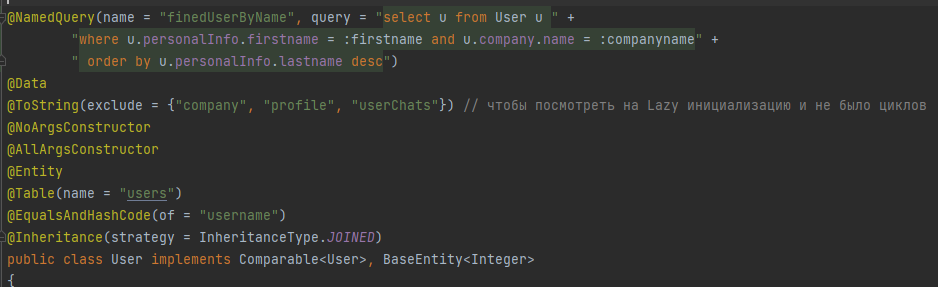 @NamedQuery(name = "finedUserByName", query = "select u from User u " +
"where u.personalInfo.firstname = :firstname and u.company.name = :companyname" +
" order by u.personalInfo.lastname desc")
@Data
@ToString(exclude = {"company", "profile", "userChats"}) // чтобы посмотреть на Lazy инициализацию и не было циклов
@NoArgsConstructor
@AllArgsConstructor
@Entity
@Table(name = "users")
@EqualsAndHashCode(of = "username")
@Inheritance(strategy = InheritanceType.JOINED)
public class User implements Comparable<User>, BaseEntity<Integer>
{